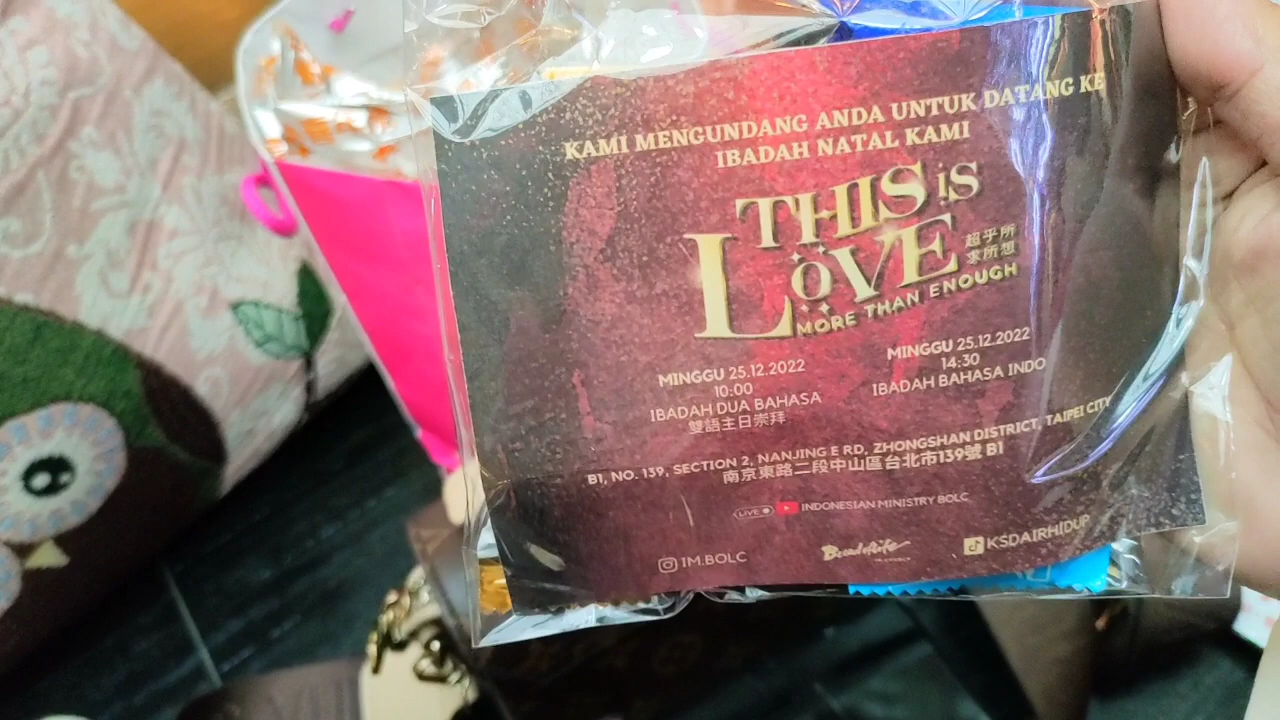 KAMI MENGUNDANG ANDA UNTUK DATANG KE
IBADAH NATAL KAMI
THIS iS
LOVE
超乎所
求所想
MORE THAN ENOUGH
MINGGU 25.12.2022
10:00
IBADAH DUA BAHASA
雙語主日崇拜
MINGGU 25.12.2022
14:30
IBADAH BAHASA INDO
B1, NO. 139, SECTION 2, NANJING E RD, ZHONGSHAN DISTRICT, TAIPEI CITY
南京東路二段中山區台北市139號 B1
LIVE INDONESIAN MINISTRY BOLC
IM.BOLC
Bread of Life
KSDAIRHIDUP